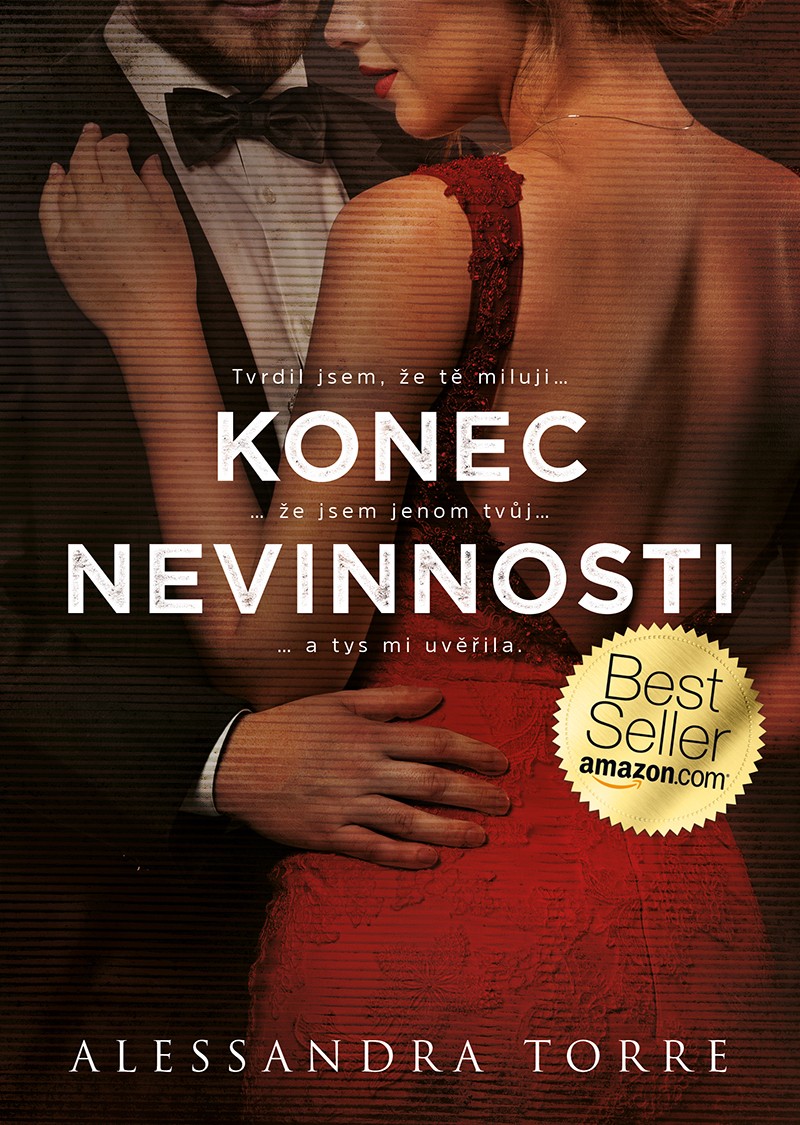 Tvrdil jsem, že tě miluji...
KONEC
... že jsem jenom tvůj...
NEVINNOSTI
... a tys mi uvěřila.
Best
Seller
amazon.com
ALESSANDRA TORRE